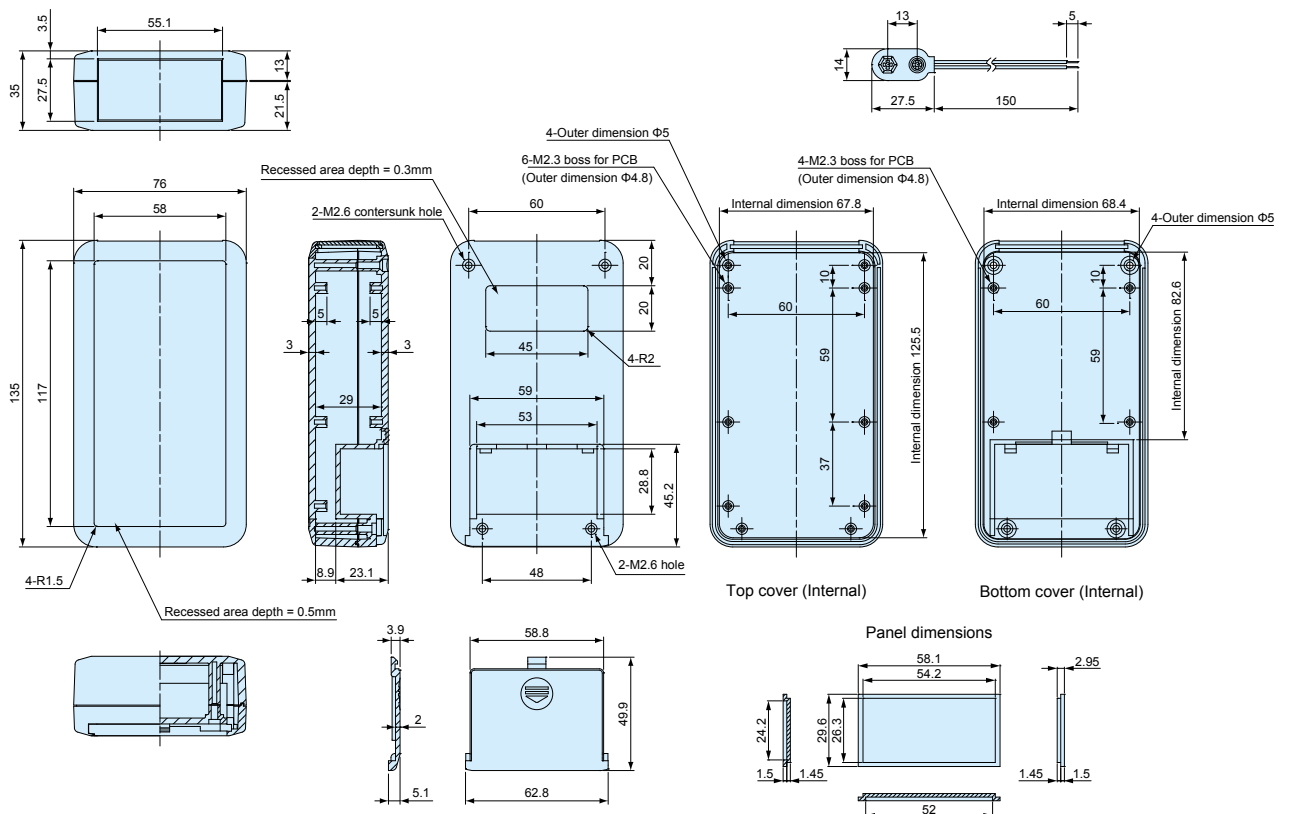 55.1
3.5
35
27.5
13
21.5
13
5
14
27.5
150
4-Outer dimension Φ5
6-M2.3 boss for PCB
(Outer dimension Φ4.8)
4-M2.3 boss for PCB
(Outer dimension Φ4.8)
Recessed area depth = 0.3mm
2-M2.6 contersunk hole
76
58
60
Internal dimension 67.8
Internal dimension 68.4
4-Outer dimension Φ5
135
117
5
5
3
3
29
20
20
45
4-R2
59
53
28.8
45.2
10
60
59
37
Internal dimension 125.5
10
60
59
Internal dimension 82.6
4-R1.5
8.9
23.1
48
2-M2.6 hole
Top cover (Internal)
Bottom cover (Internal)
Recessed area depth = 0.5mm
3.9
58.8
2
49.9
5.1
62.8
Panel dimensions
58.1
54.2
2.95
24.2
29.6
26.3
1.5
1.45
1.45
1.5
52